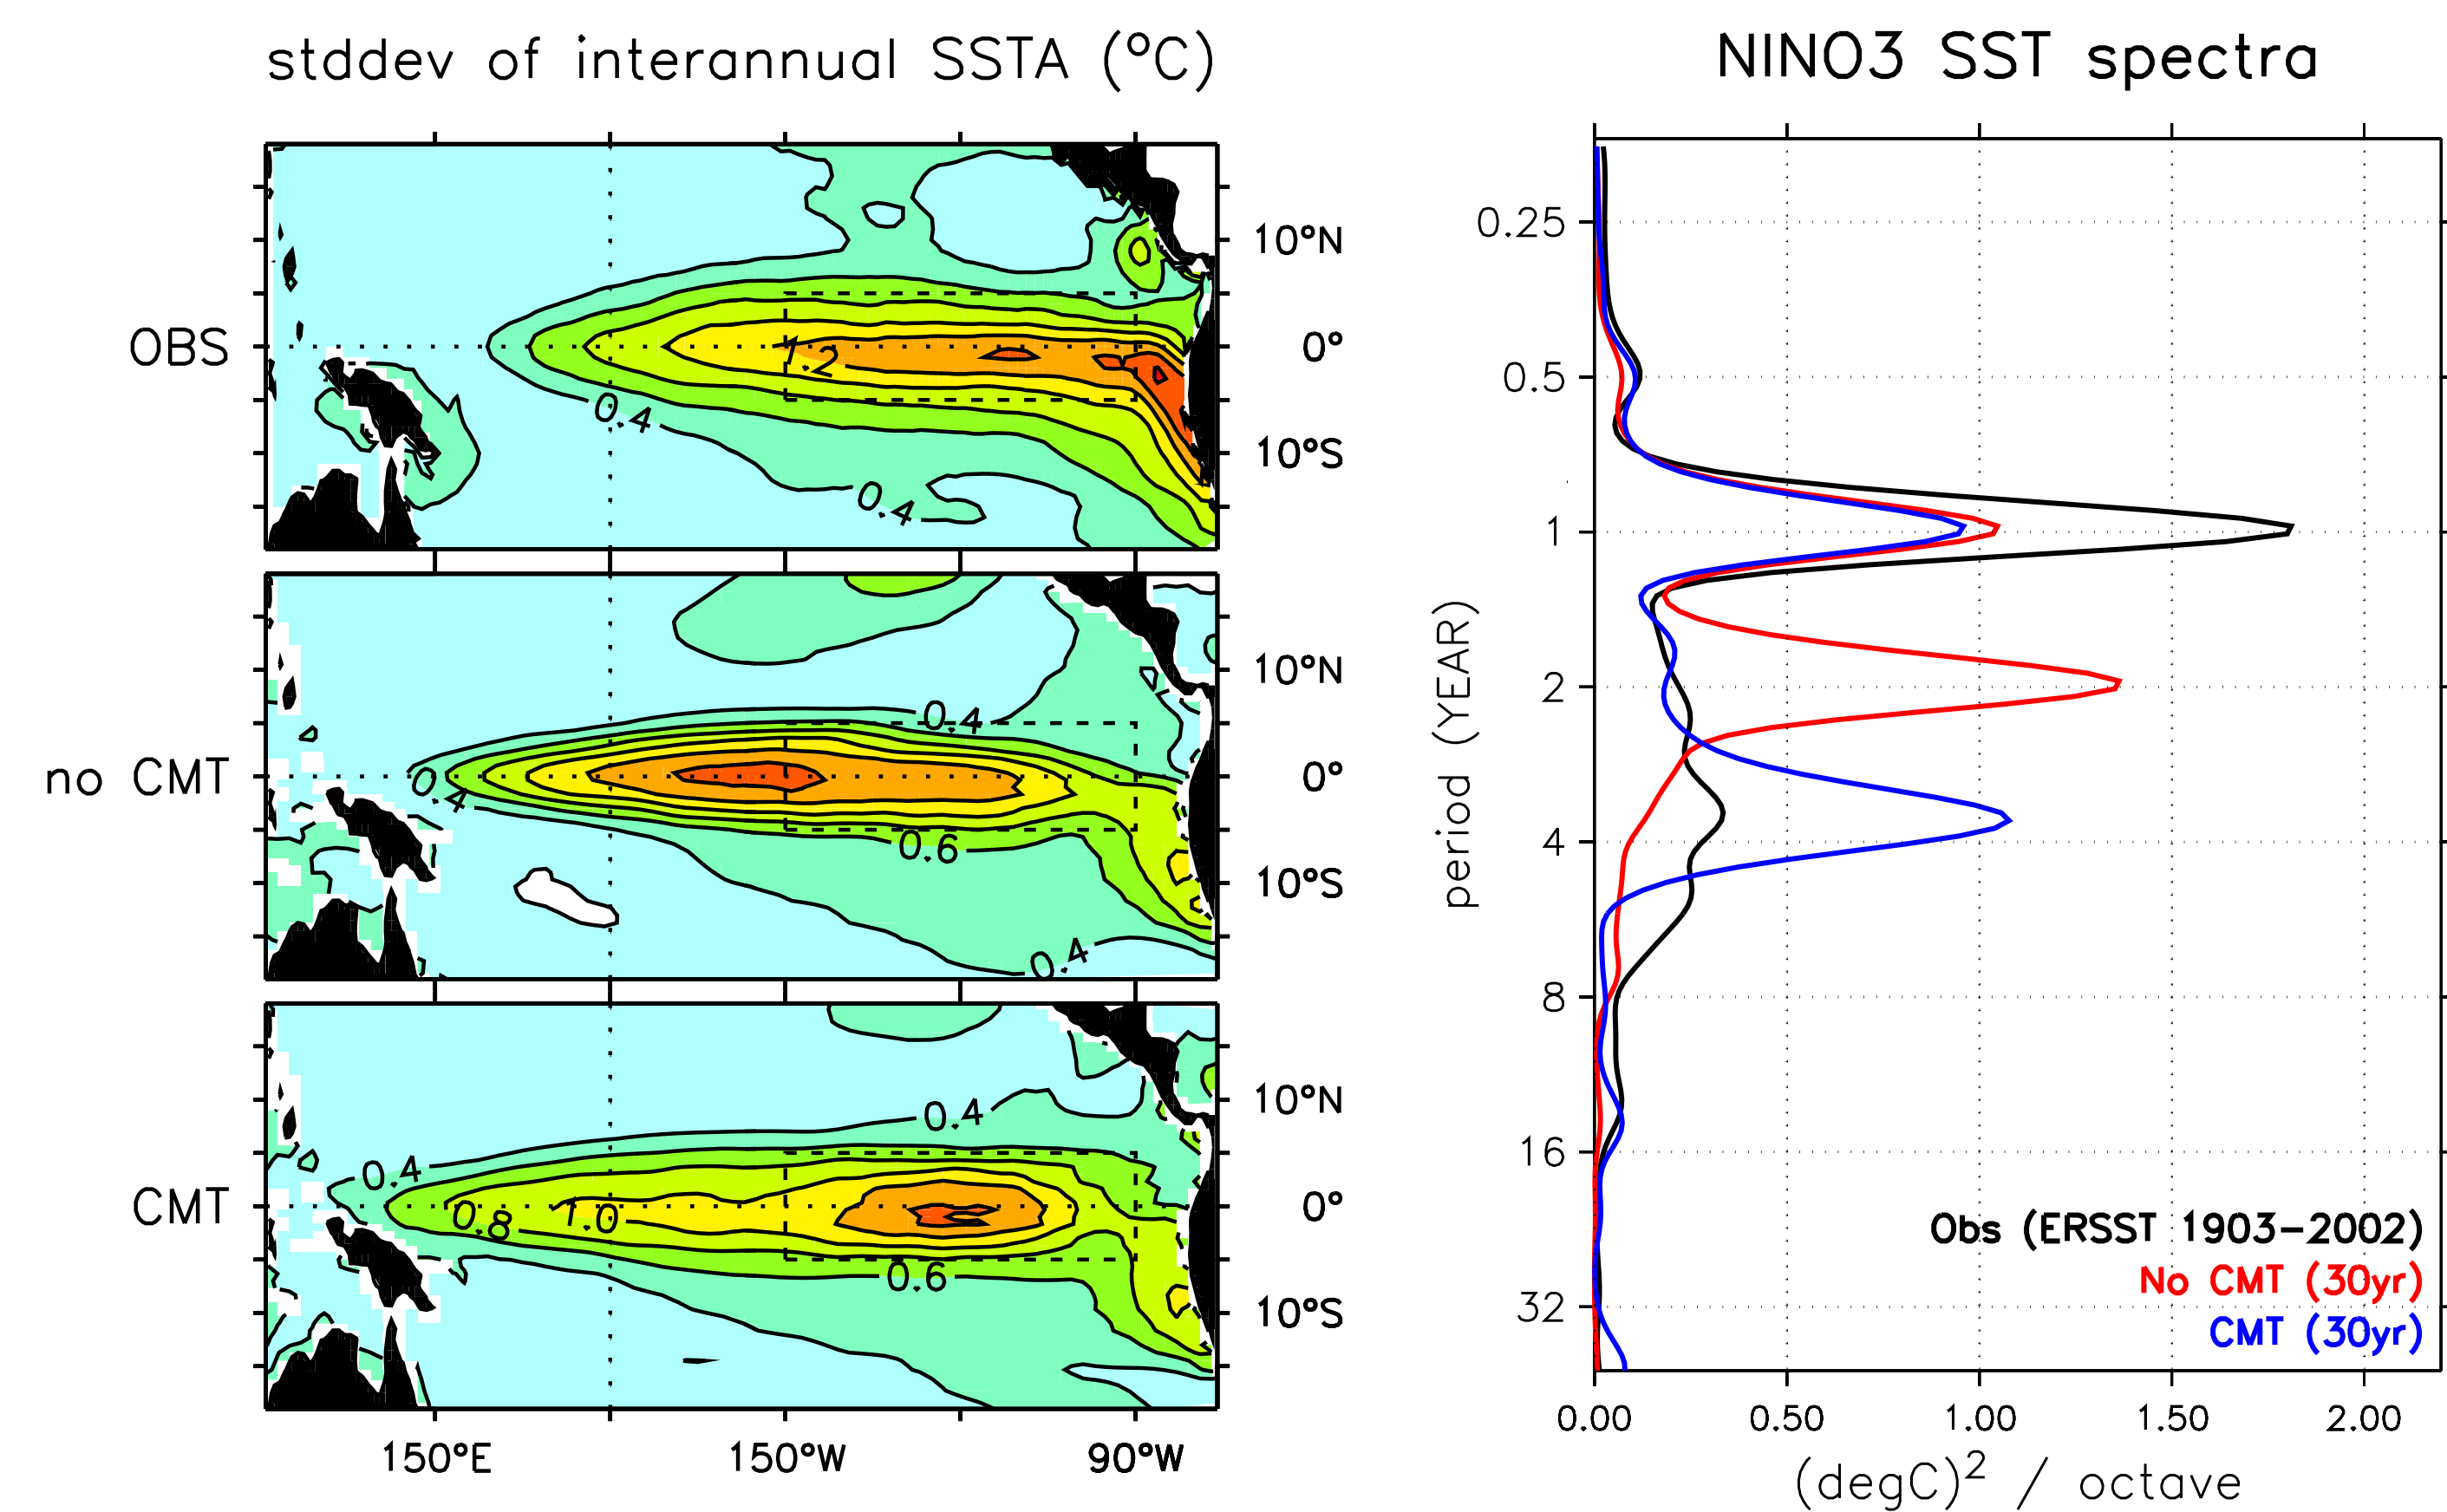 stddev of interannual SSTA (°C)
OBS
1.2
0.4
0.4
10°N
0°
10°S
no CMT
0.4
0.4
0.6
0.4
10°N
0°
10°S
CMT
0.4
0.4
0.8
1.0
0.6
10°N
0°
10°S
150°E
150°W
90°W
NINO3 SST spectra
period (YEAR)
0.25
0.5
1
2
4
8
16
32
Obs (ERSST 1903-2002)
No CMT (30yr)
CMT (30yr)
0.00 0.50 1.00 1.50 2.00
(degC)² / octave